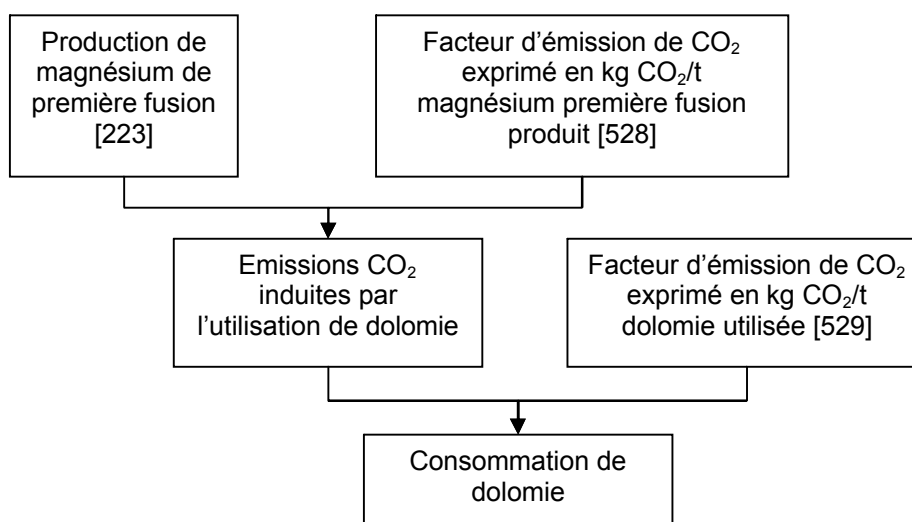 Production de
magnésium de
première fusion
[223]
Facteur d’émission de CO₂
exprimé en kg CO₂/t
magnésium première fusion
produit [528]
Emissions CO₂
induites par
l’utilisation de dolomie
Facteur d’émission de CO₂
exprimé en kg CO₂/t
dolomie utilisée [529]
Consommation de
dolomie